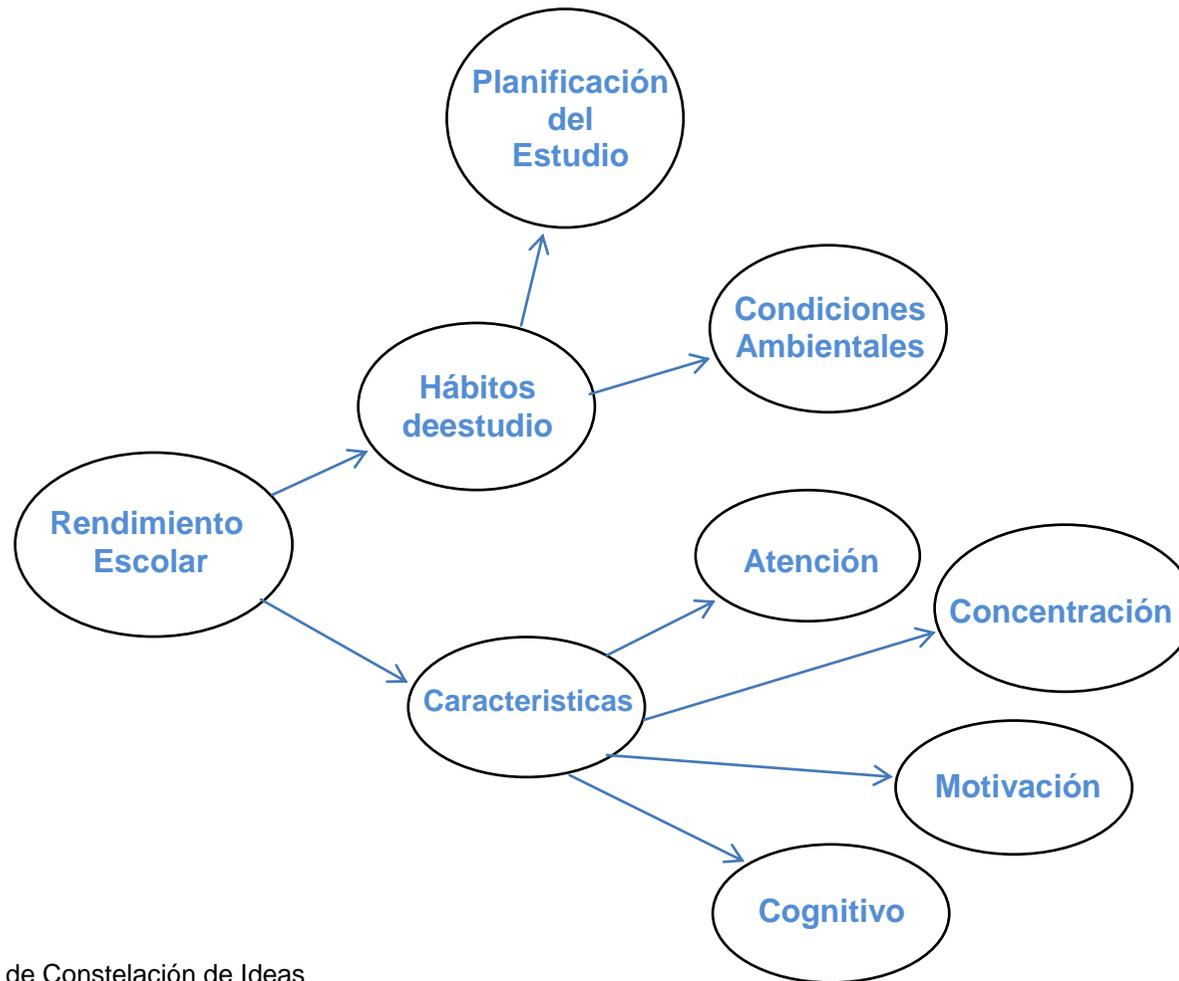 Planificación
del
Estudio
Condiciones
Ambientales
Hábitos
deestudio
Rendimiento
Escolar
Atención
Concentración
Caracteristicas
Motivación
Cognitivo
de Constelación de Ideas